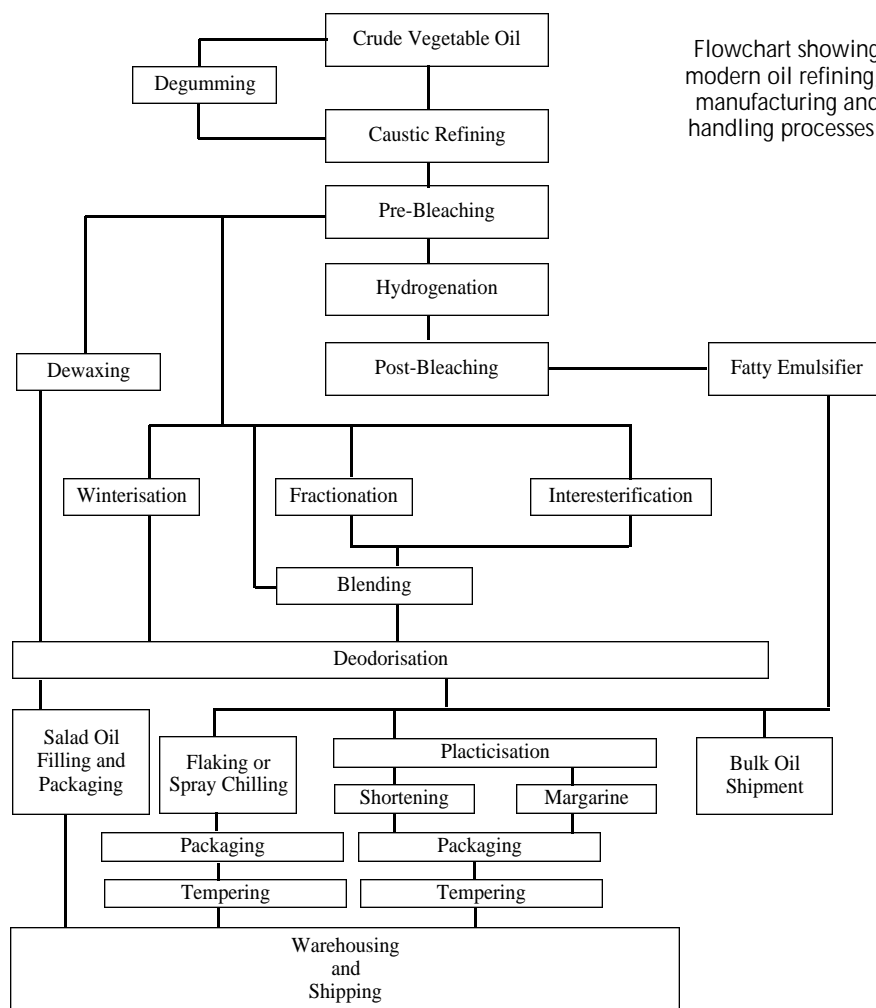 Crude Vegetable Oil
Flowchart showing
modern oil refining
manufacturing and
handling processes
Degumming
Caustic Refining
Pre-Bleaching
Hydrogenation
Dewaxing
Post-Bleaching
Fatty Emulsifier
Winterisation
Fractionation
Interesterification
Blending
Deodorisation
Salad Oil
Filling and
Packaging
Flaking or
Spray Chilling
Placticisation
Bulk Oil
Shipment
Shortening
Margarine
Packaging
Packaging
Tempering
Tempering
Warehousing
and
Shipping